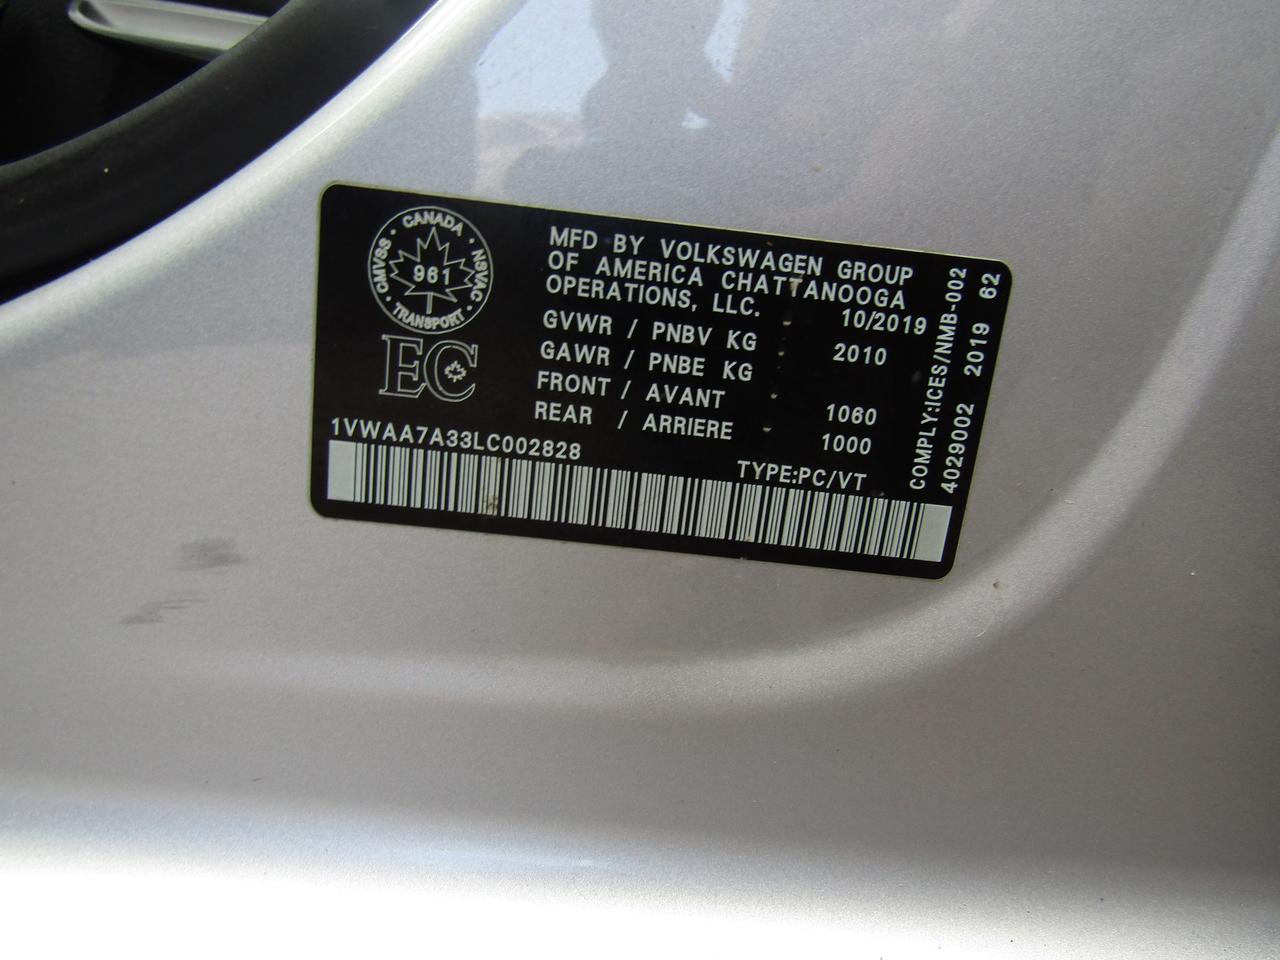 CANADA
CMVSS · NSVAC
961
TRANSPORT
EC
MFD BY VOLKSWAGEN GROUP
OF AMERICA CHATTANOOGA
OPERATIONS, LLC. 10/2019
GVWR / PNBV KG : 2010
GAWR / PNBE KG :
FRONT / AVANT : 1060
REAR / ARRIERE : 1000
1VWAA7A33LC002828
TYPE:PC/VT
COMPLY:ICES/NMB-002
4029002 2019 62